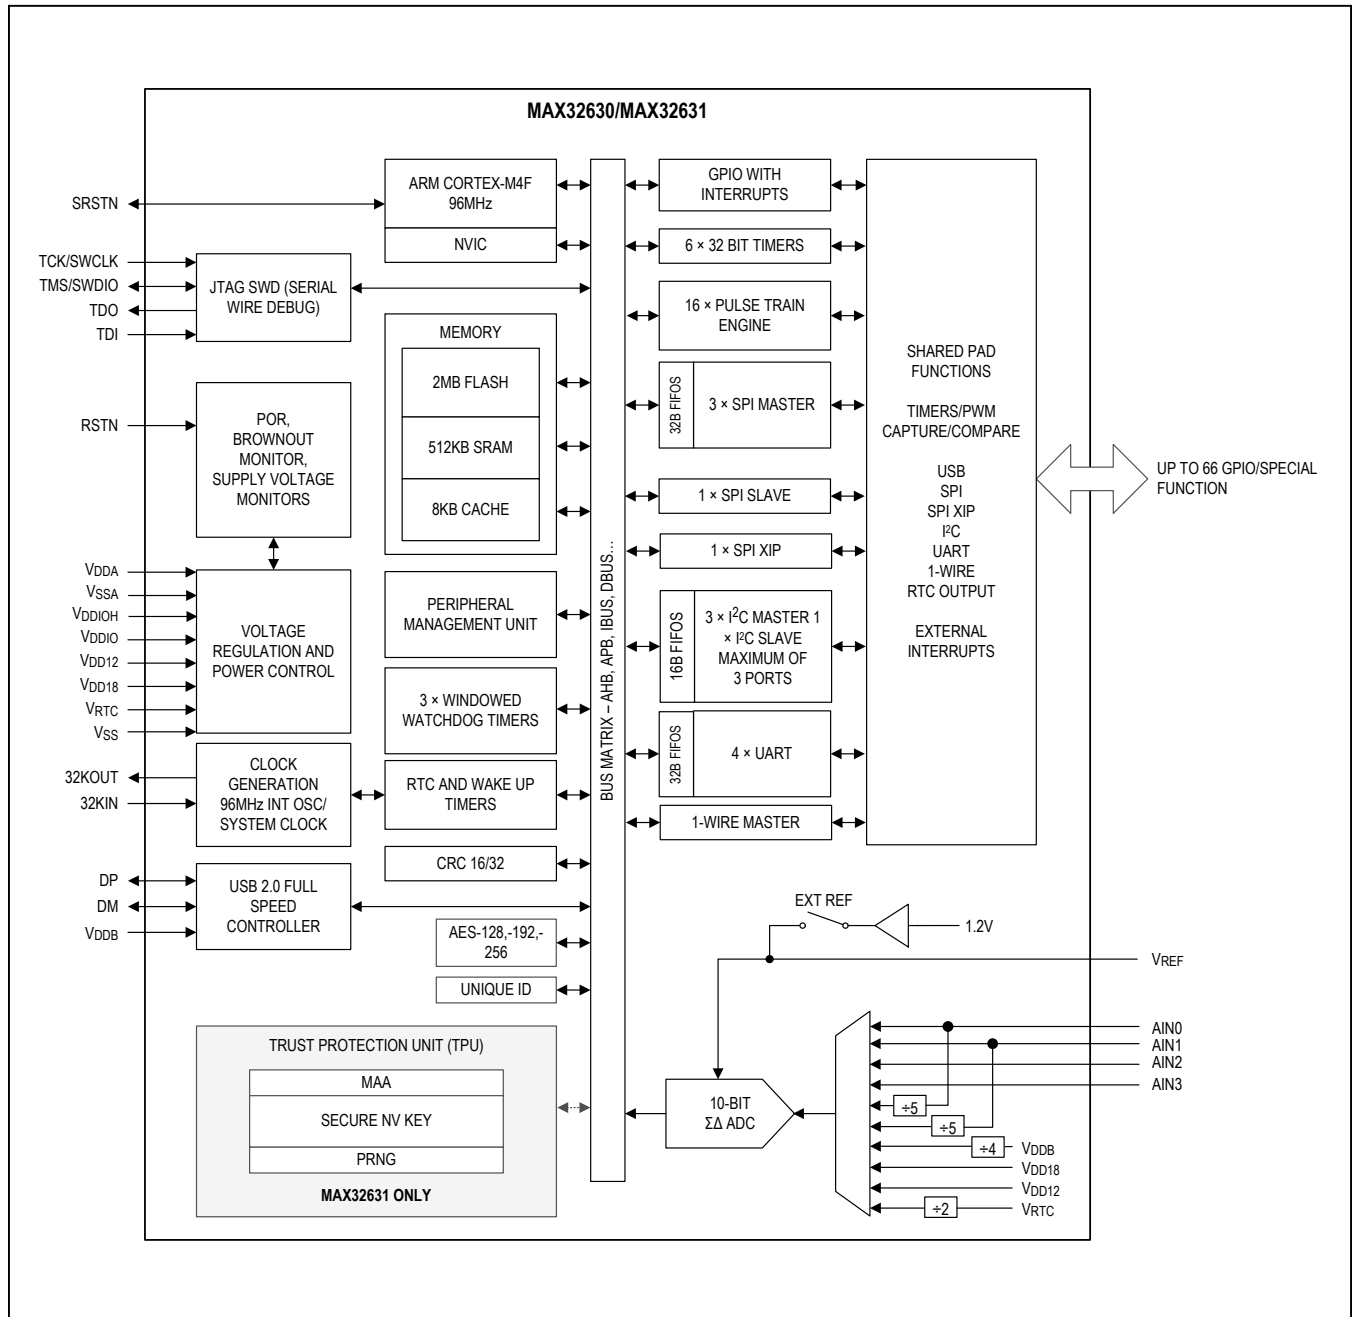 MAX32630/MAX32631
SRSTN
TCK/SWCLK
TMS/SWDIO
TDO
TDI
RSTN
VDDA
VSSA
VDDIOH
VDDIO
VDD12
VDD18
VRTC
VSS
32KOUT
32KIN
DP
DM
VDDB
JTAG SWD (SERIAL
WIRE DEBUG)
POR,
BROWNOUT
MONITOR,
SUPPLY VOLTAGE
MONITORS
VOLTAGE
REGULATION AND
POWER CONTROL
CLOCK
GENERATION
96MHz INT OSC/
SYSTEM CLOCK
USB 2.0 FULL
SPEED
CONTROLLER
ARM CORTEX-M4F
96MHz
NVIC
MEMORY
2MB FLASH
512KB SRAM
8KB CACHE
PERIPHERAL
MANAGEMENT UNIT
3 × WINDOWED
WATCHDOG TIMERS
RTC AND WAKE UP
TIMERS
CRC 16/32
AES-128,-192,-
256
UNIQUE ID
TRUST PROTECTION UNIT (TPU)
MAA
SECURE NV KEY
PRNG
MAX32631 ONLY
BUS MATRIX – AHB, APB, IBUS, DBUS…
GPIO WITH
INTERRUPTS
6 × 32 BIT TIMERS
16 × PULSE TRAIN
ENGINE
32B FIFOS
3 × SPI MASTER
1 × SPI SLAVE
1 × SPI XIP
16B FIFOS
3 × I²C MASTER 1
× I²C SLAVE
MAXIMUM OF
3 PORTS
32B FIFOS
4 × UART
1-WIRE MASTER
SHARED PAD
FUNCTIONS
TIMERS/PWM
CAPTURE/COMPARE
USB
SPI
SPI XIP
I²C
UART
1-WIRE
RTC OUTPUT
EXTERNAL
INTERRUPTS
UP TO 66 GPIO/SPECIAL
FUNCTION
EXT REF
1.2V
VREF
10-BIT
ΣΔ ADC
AIN0
AIN1
AIN2
AIN3
÷5
÷5
÷4
VDDB
VDD18
VDD12
÷2
VRTC